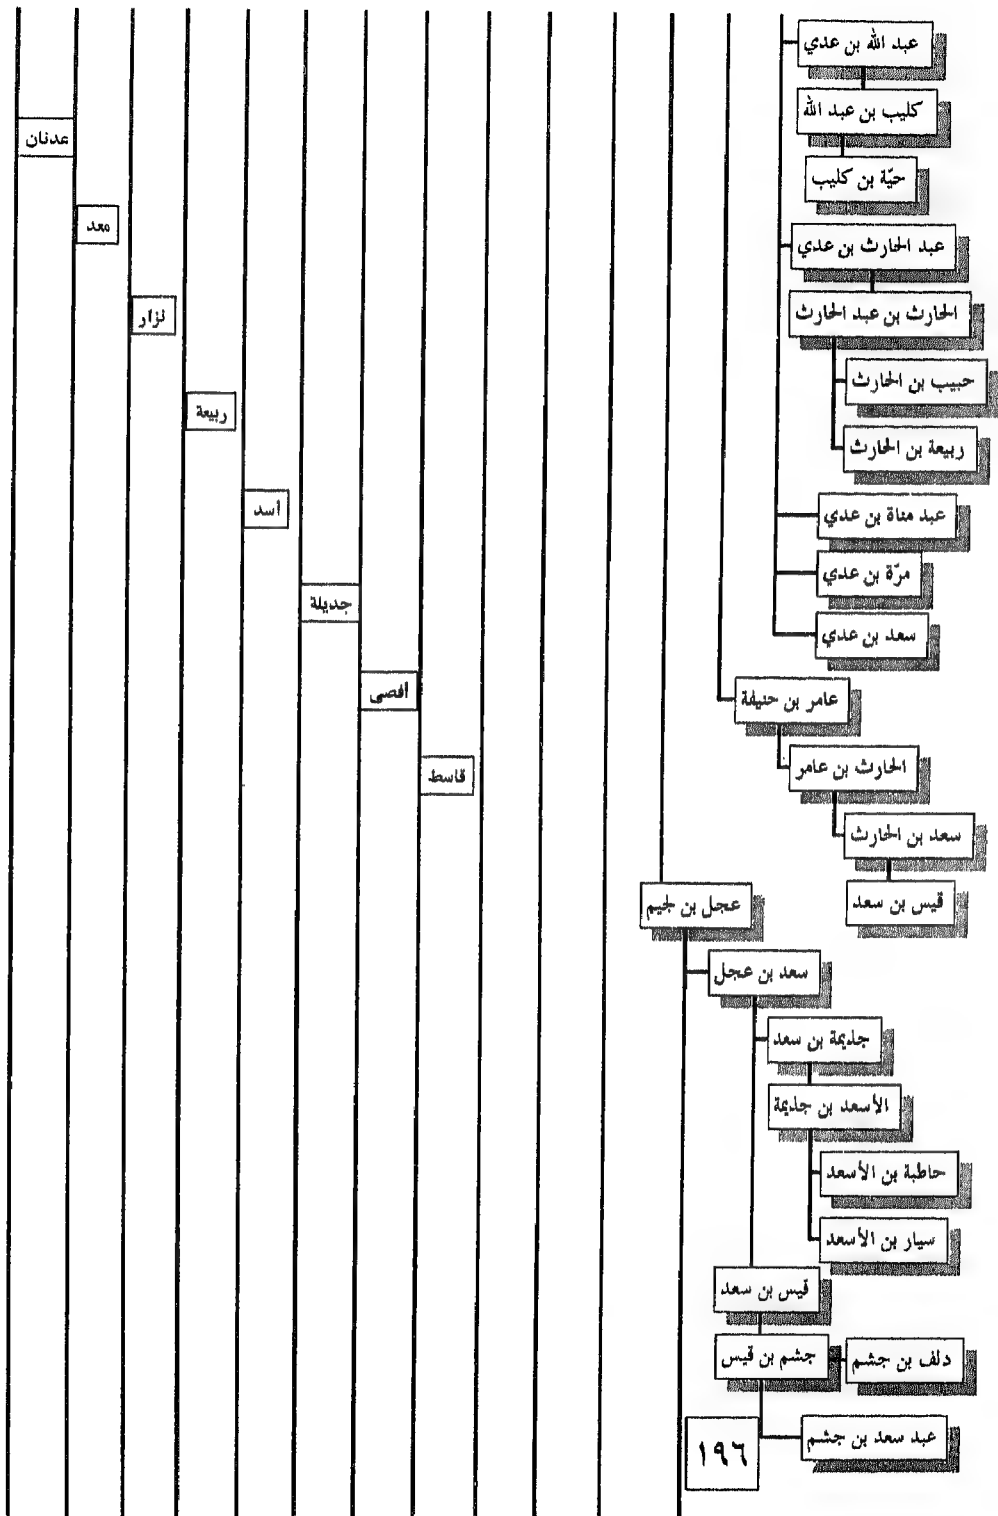 عبد الله بن عدي
كليب بن عبد الله
عدنان
حيّة بن كليب
معد
عبد الحارث بن عدي
الحارث بن عبد الحارث
نزار
حبيب بن الحارث
ربيعة
ربيعة بن الحارث
أسد
عبد مناة بن عدي
مرّة بن عدي
جديلة
سعد بن عدي
أفصى
عامر بن حنيفة
الحارث بن عامر
قاسط
سعد بن الحارث
قيس بن سعد
عجل بن لجيم
سعد بن عجل
جذيمة بن سعد
الأسعد بن جذيمة
حاطبة بن الأسعد
سيار بن الأسعد
قيس بن سعد
جشم بن قيس
دلف بن جشم
عبد سعد بن جشم
١٩٦